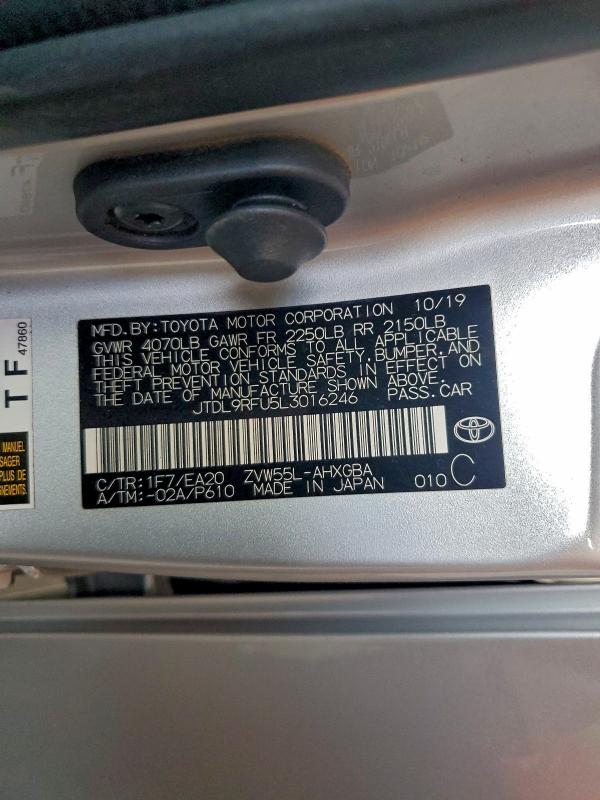 MFD.BY:TOYOTA MOTOR CORPORATION 10/19
GVWR 4070LB GAWR FR 2250LB RR 2150LB
THIS VEHICLE CONFORMS TO ALL APPLICABLE
FEDERAL MOTOR VEHICLE SAFETY,BUMPER,AND
THEFT PREVENTION STANDARDS IN EFFECT ON
THE DATE OF MANUFACTURE SHOWN ABOVE.
JTDL9RFU5L3016246 PASS.CAR
C/TR:1F7/EA20 ZVW55L-AHXGBA
A/TM:-02A/P610 MADE IN JAPAN 010 C
47860
TF
MANUEL
SAGER
PLUS DE
GNEMENTS.